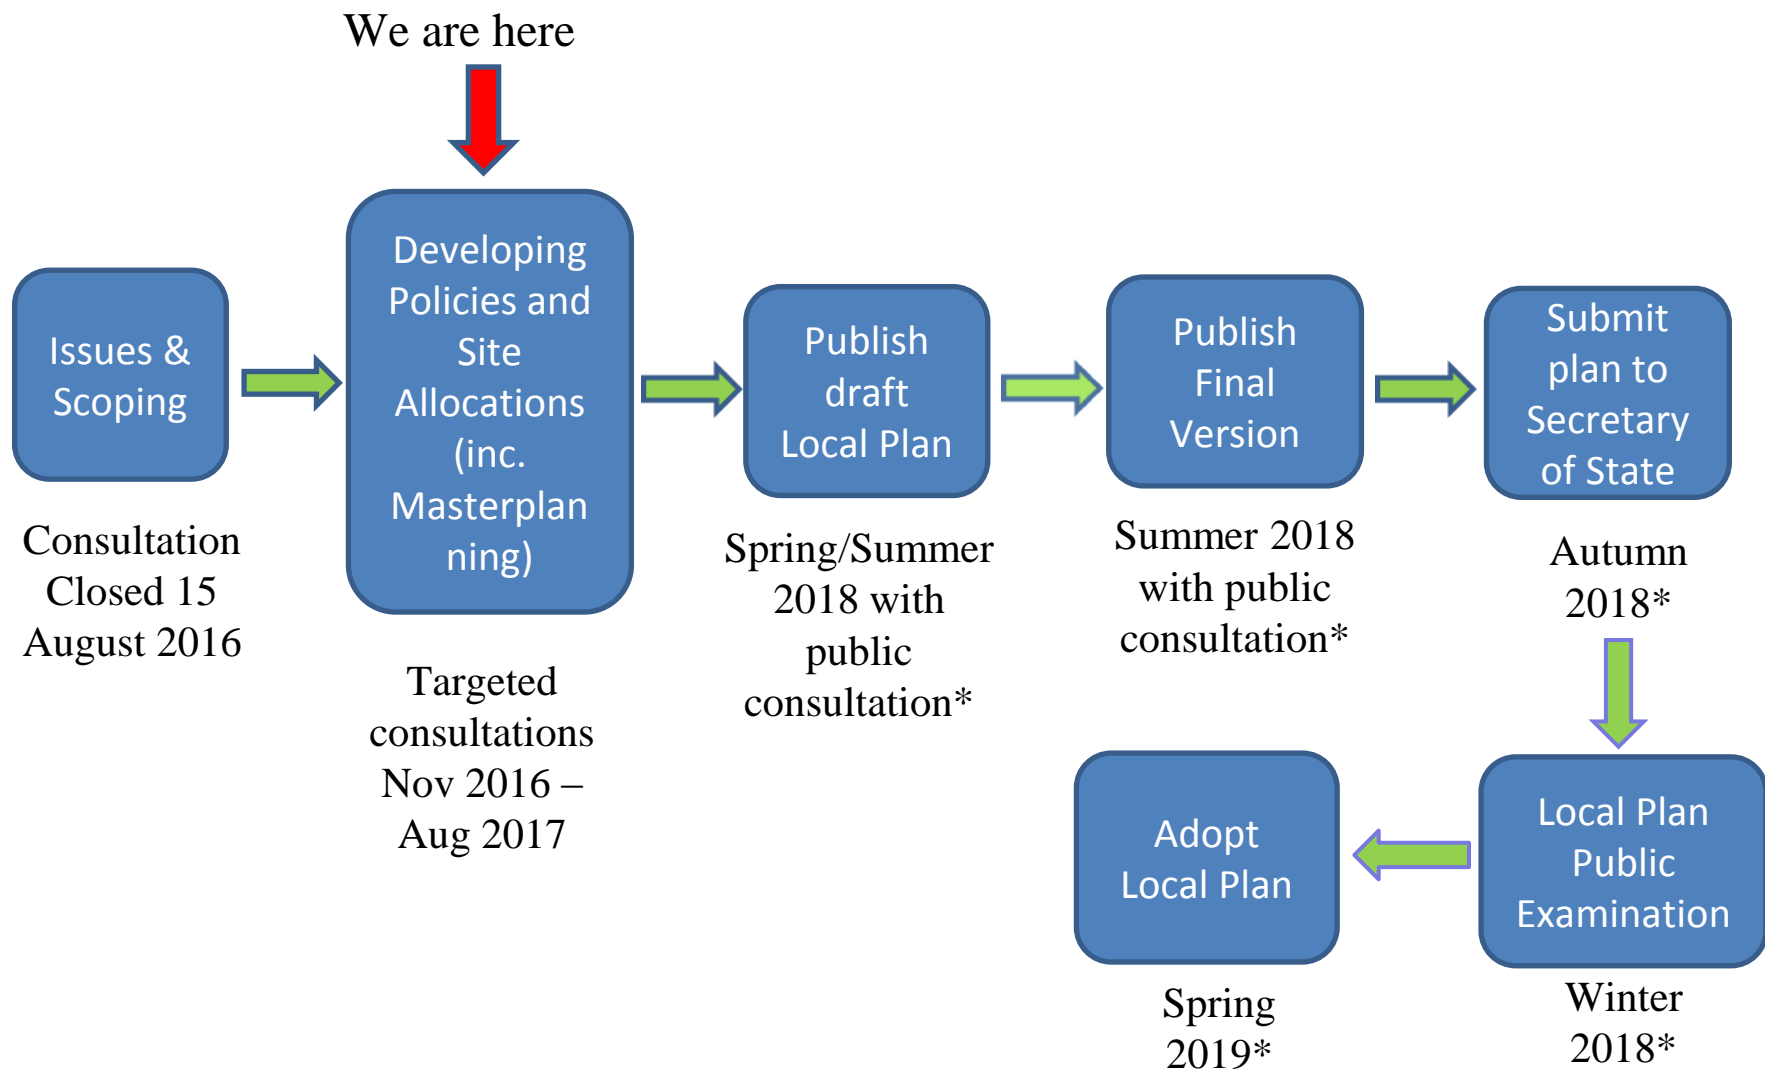 We are here
Issues &
Scoping
Consultation
Closed 15
August 2016
Developing
Policies and
Site
Allocations
(inc.
Masterplan
ning)
Targeted
consultations
Nov 2016 –
Aug 2017
Publish
draft
Local Plan
Spring/Summer
2018 with
public
consultation*
Publish
Final
Version
Summer 2018
with public
consultation*
Submit
plan to
Secretary
of State
Autumn
2018*
Local Plan
Public
Examination
Winter
2018*
Adopt
Local Plan
Spring
2019*